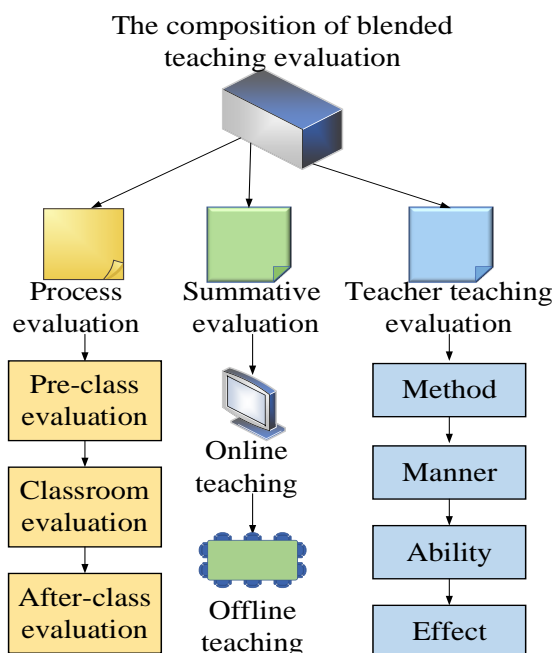 The composition of blended
teaching evaluation
Process
evaluation
Summative
evaluation
Teacher teaching
evaluation
Pre-class
evaluation
Classroom
evaluation
After-class
evaluation
Online
teaching
Offline
teaching
Method
Manner
Ability
Effect